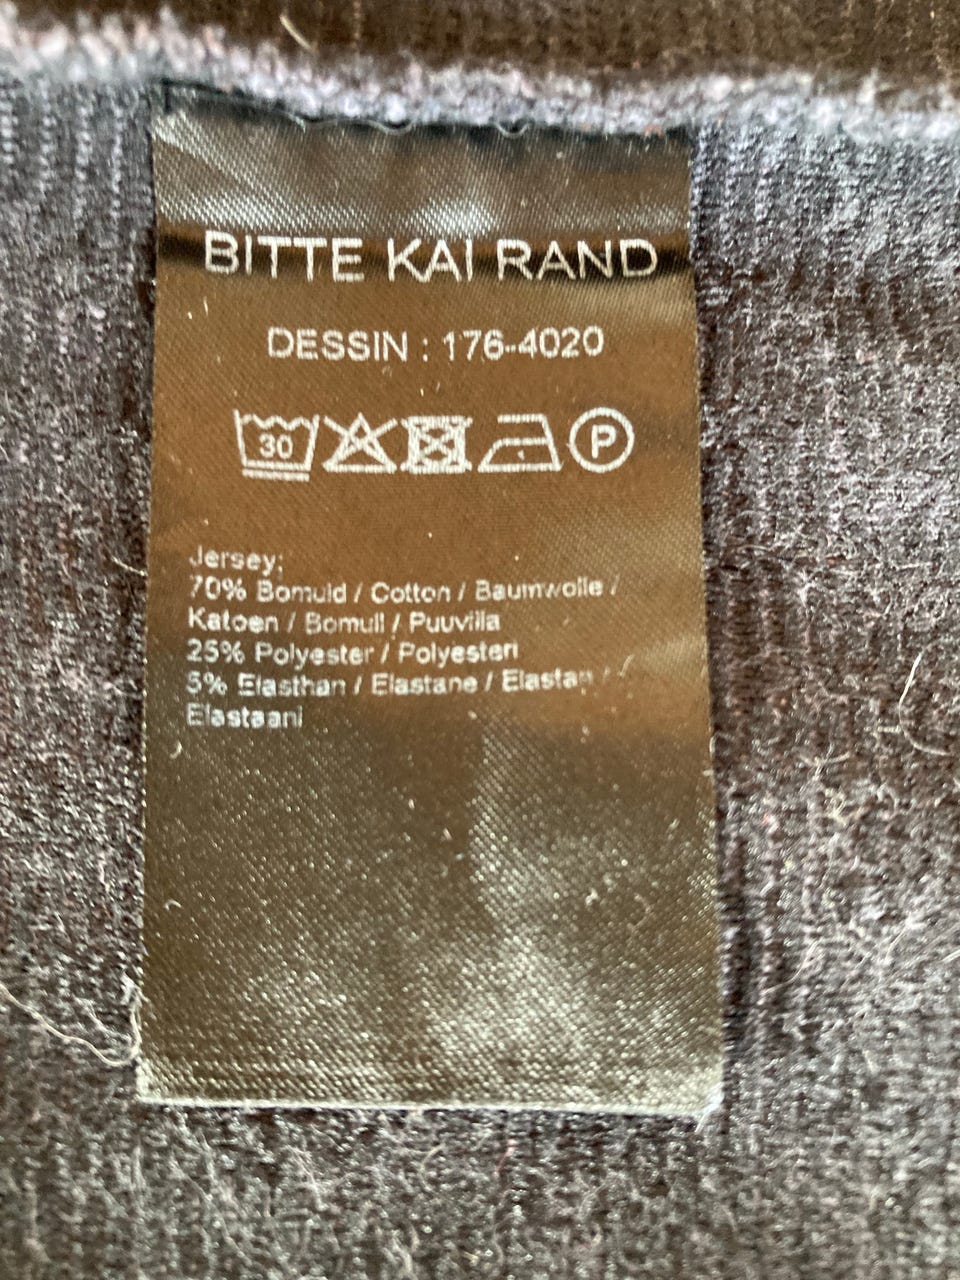 BITTE KAI RAND
DESSIN : 176-4020
30 P
Jersey:
70% Bomuld / Cotton / Baumwolle /
Katoen / Bomull / Puuvilla
25% Polyester / Polyesteri
5% Elasthan / Elastane / Elastan /
Elastaani